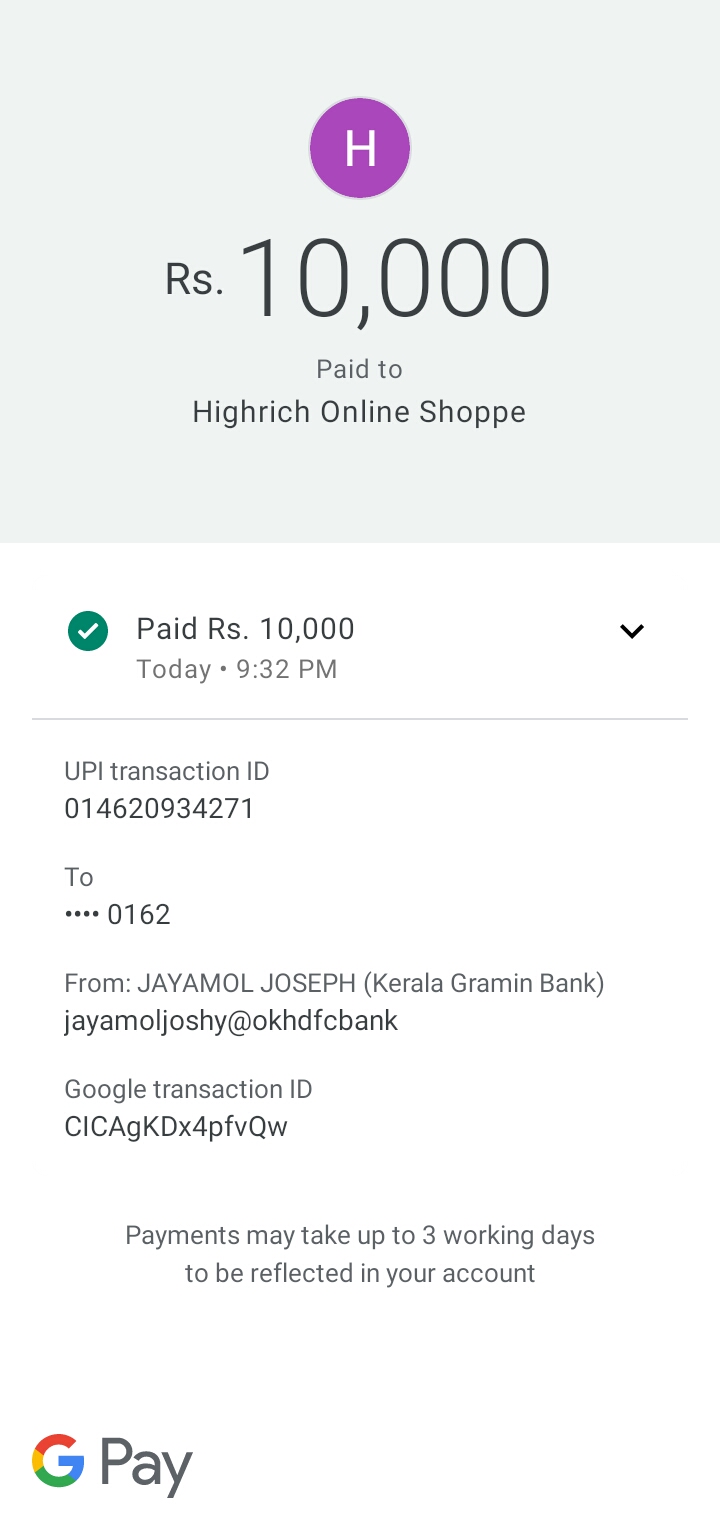 H
Rs. 10,000
Paid to
Highrich Online Shoppe
Paid Rs. 10,000
Today • 9:32 PM
UPI transaction ID
014620934271
To
•••• 0162
From: JAYAMOL JOSEPH (Kerala Gramin Bank)
jayamoljoshy@okhdfcbank
Google transaction ID
CICAgKDx4pfvQw
Payments may take up to 3 working days
to be reflected in your account
G Pay